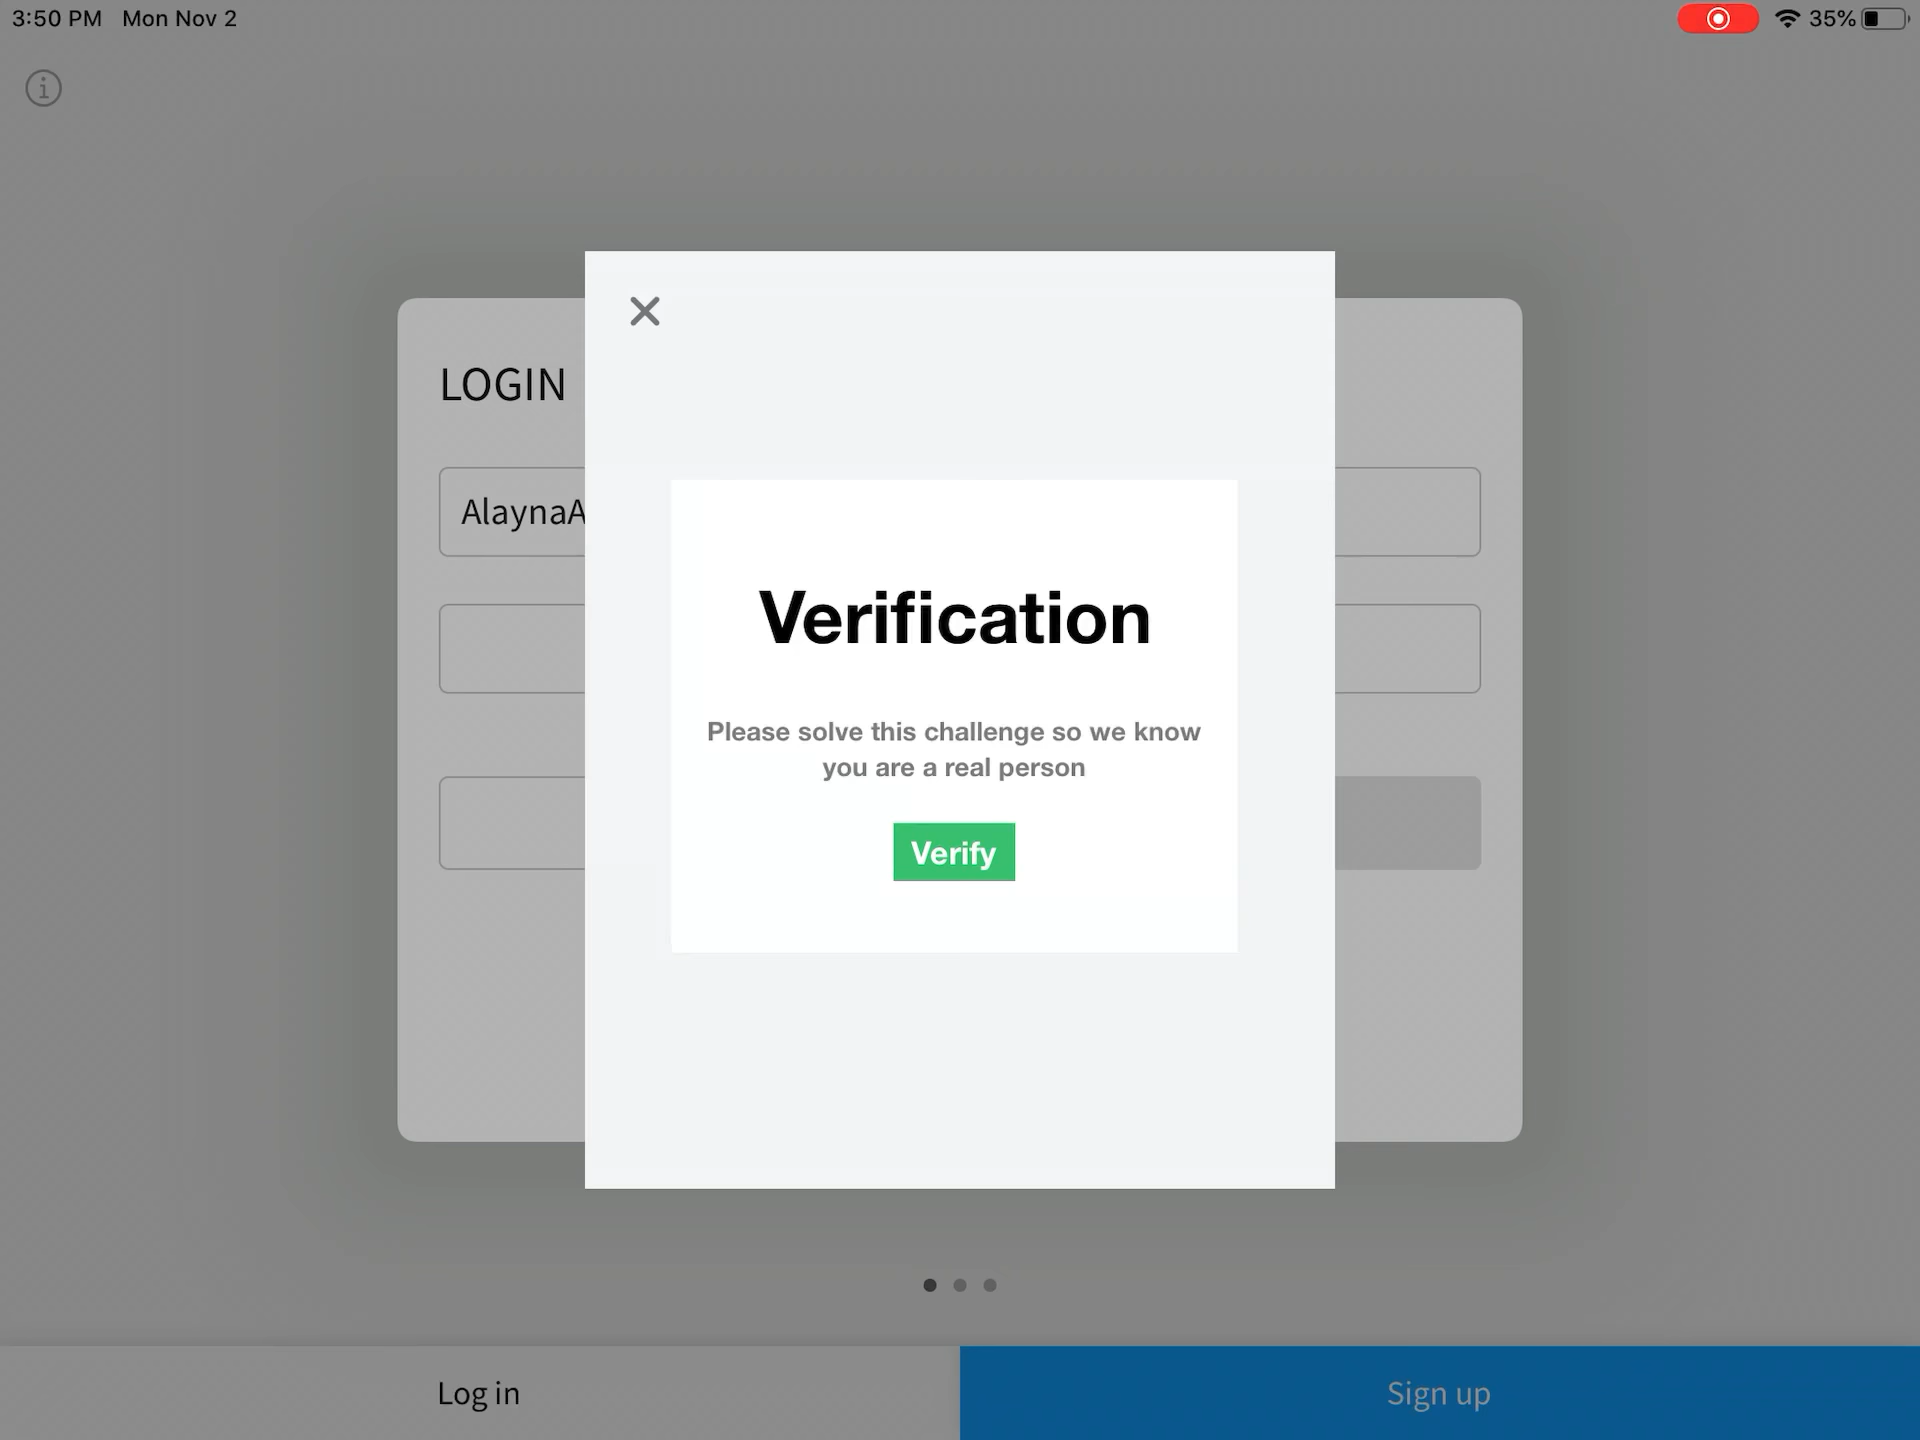 3:50 PM Mon Nov 2 35%
LOGIN
AlaynaA
Verification
Please solve this challenge so we know
you are a real person
Verify
Log in Sign up